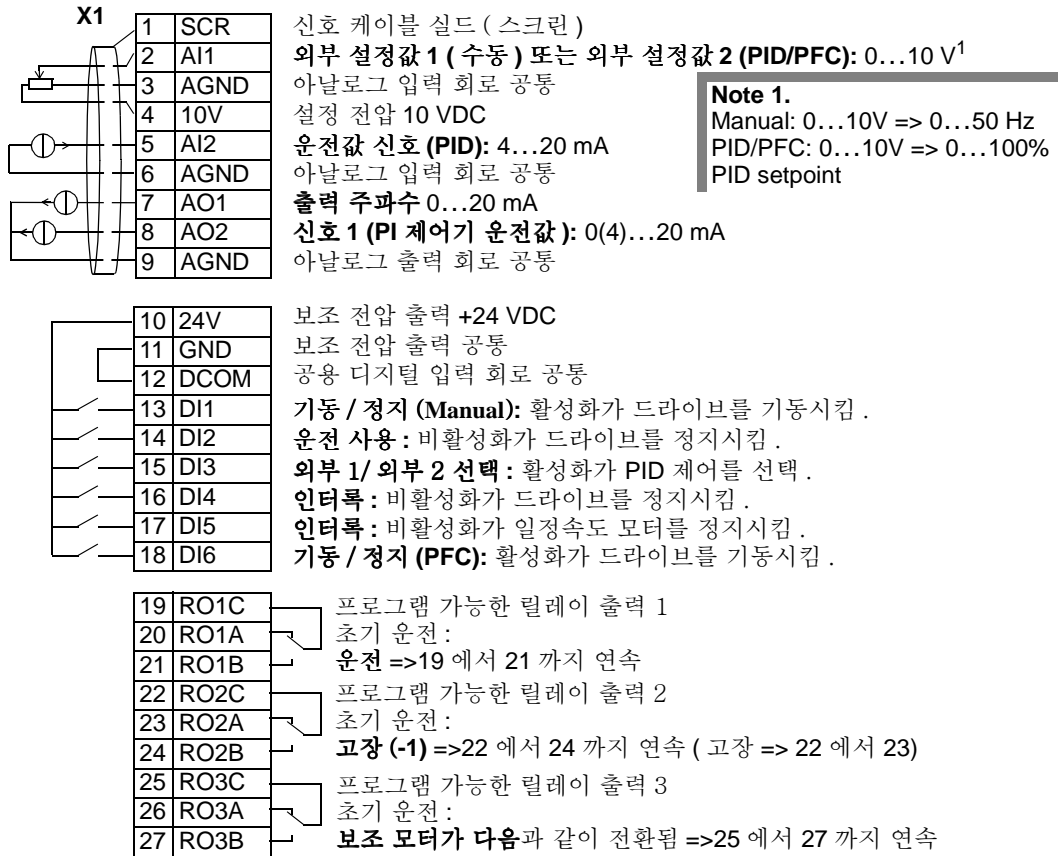 X1
1 SCR 신호 케이블 실드 ( 스크린 )
2 AI1 외부 설정값 1 ( 수동 ) 또는 외부 설정값 2 (PID/PFC): 0…10 V1
3 AGND 아날로그 입력 회로 공통
4 10V 설정 전압 10 VDC
5 AI2 운전값 신호 (PID): 4…20 mA
6 AGND 아날로그 입력 회로 공통
7 AO1 출력 주파수 0…20 mA
8 AO2 신호 1 (PI 제어기 운전값 ): 0(4)…20 mA
9 AGND 아날로그 출력 회로 공통
Note 1.
Manual: 0…10V => 0…50 Hz
PID/PFC: 0…10V => 0…100%
PID setpoint
10 24V 보조 전압 출력 +24 VDC
11 GND 보조 전압 출력 공통
12 DCOM 공용 디지털 입력 회로 공통
13 DI1 기동 / 정지 (Manual): 활성화가 드라이브를 기동시킴 .
14 DI2 운전 사용 : 비활성화가 드라이브를 정지시킴 .
15 DI3 외부 1/ 외부 2 선택 : 활성화가 PID 제어를 선택 .
16 DI4 인터록 : 비활성화가 드라이브를 정지시킴 .
17 DI5 인터록 : 비활성화가 일정속도 모터를 정지시킴 .
18 DI6 기동 / 정지 (PFC): 활성화가 드라이브를 기동시킴 .
19 RO1C 프로그램 가능한 릴레이 출력 1
20 RO1A 초기 운전 :
21 RO1B 운전 =>19 에서 21 까지 연속
22 RO2C 프로그램 가능한 릴레이 출력 2
23 RO2A 초기 운전 :
24 RO2B 고장 (-1) =>22 에서 24 까지 연속 ( 고장 => 22 에서 23)
25 RO3C 프로그램 가능한 릴레이 출력 3
26 RO3A 초기 운전 :
27 RO3B 보조 모터가 다음과 같이 전환됨 =>25 에서 27 까지 연속